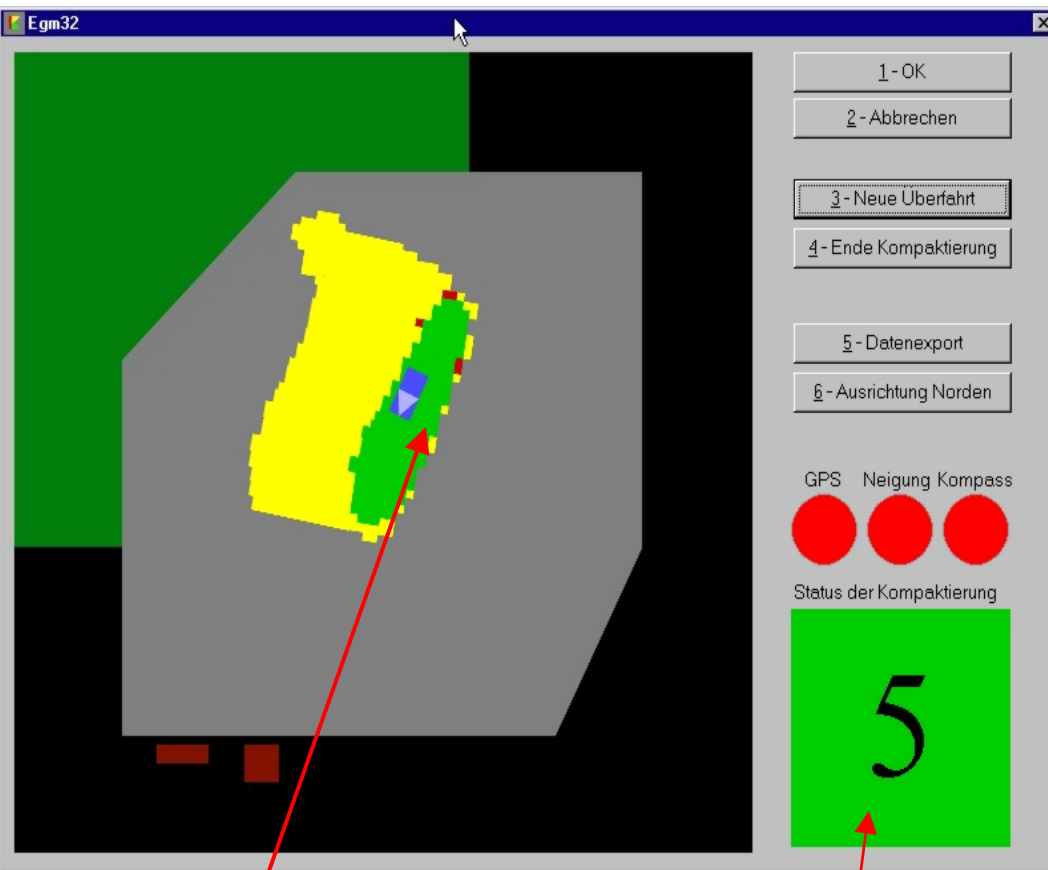 Egm32
1 - OK
2 - Abbrechen
3 - Neue Überfahrt
4 - Ende Kompaktierung
5 - Datenexport
6 - Ausrichtung Norden
GPS Neigung Kompass
Status der Kompaktierung
5